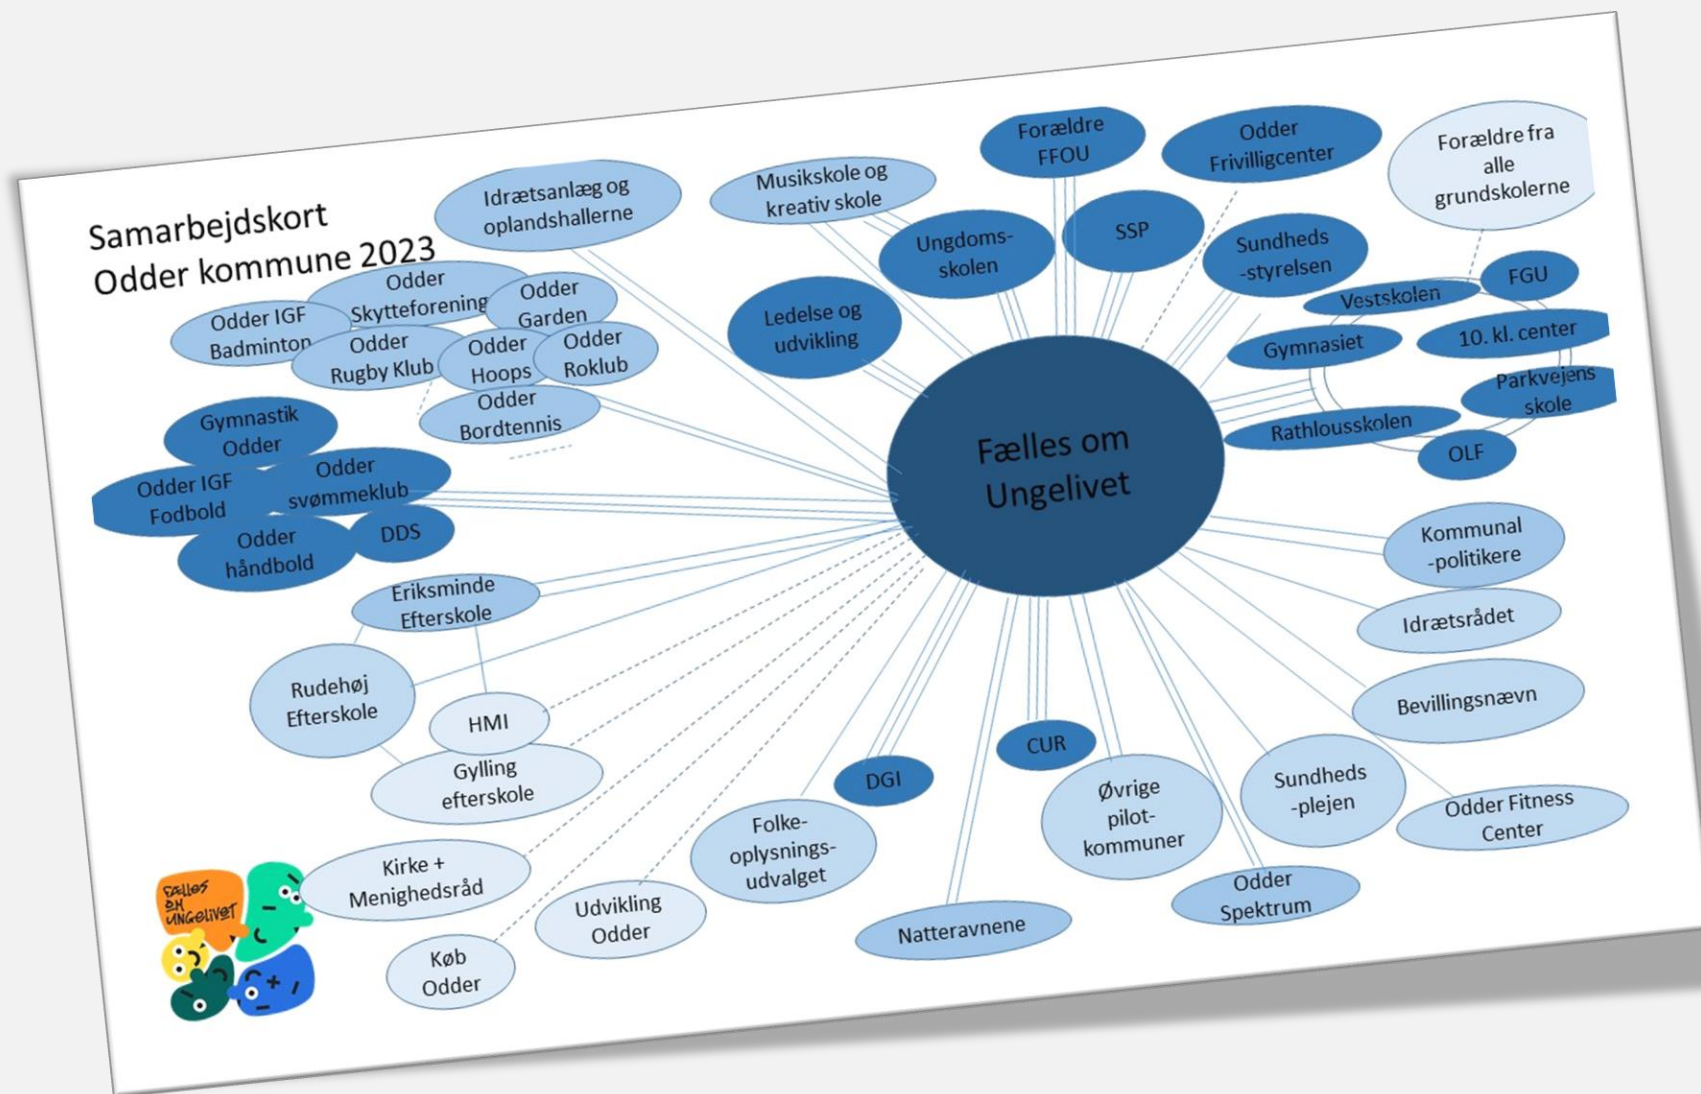 Samarbejdskort
Odder kommune 2023
Idrætsanlæg og
oplandshallerne
Musikskole og
kreativ skole
Forældre
FFOU
Odder
Frivilligcenter
Forældre fra
alle
grundskolerne
Ungdoms-
skolen
SSP
Sundheds
-styrelsen
Ledelse og
udvikling
Vestskolen
FGU
Gymnasiet
10. kl. center
Parkvejens
skole
Rathlousskolen
OLF
Odder
Skytteforening
Odder
Garden
Odder IGF
Badminton
Odder
Rugby Klub
Odder
Hoops
Odder
Roklub
Odder
Bordtennis
Gymnastik
Odder
Odder IGF
Fodbold
Odder
svømmeklub
Odder
håndbold
DDS
Fælles om
Ungelivet
Eriksminde
Efterskole
Rudehøj
Efterskole
HMI
Gylling
efterskole
Kirke +
Menighedsråd
Køb
Odder
Udvikling
Odder
Folke-
oplysnings-
udvalget
DGI
CUR
Natteravnene
Øvrige
pilot-
kommuner
Odder
Spektrum
Sundheds
-plejen
Odder Fitness
Center
Bevillingsnævn
Idrætsrådet
Kommunal
-politikere
FÆLLES
OM
UNGELIVET